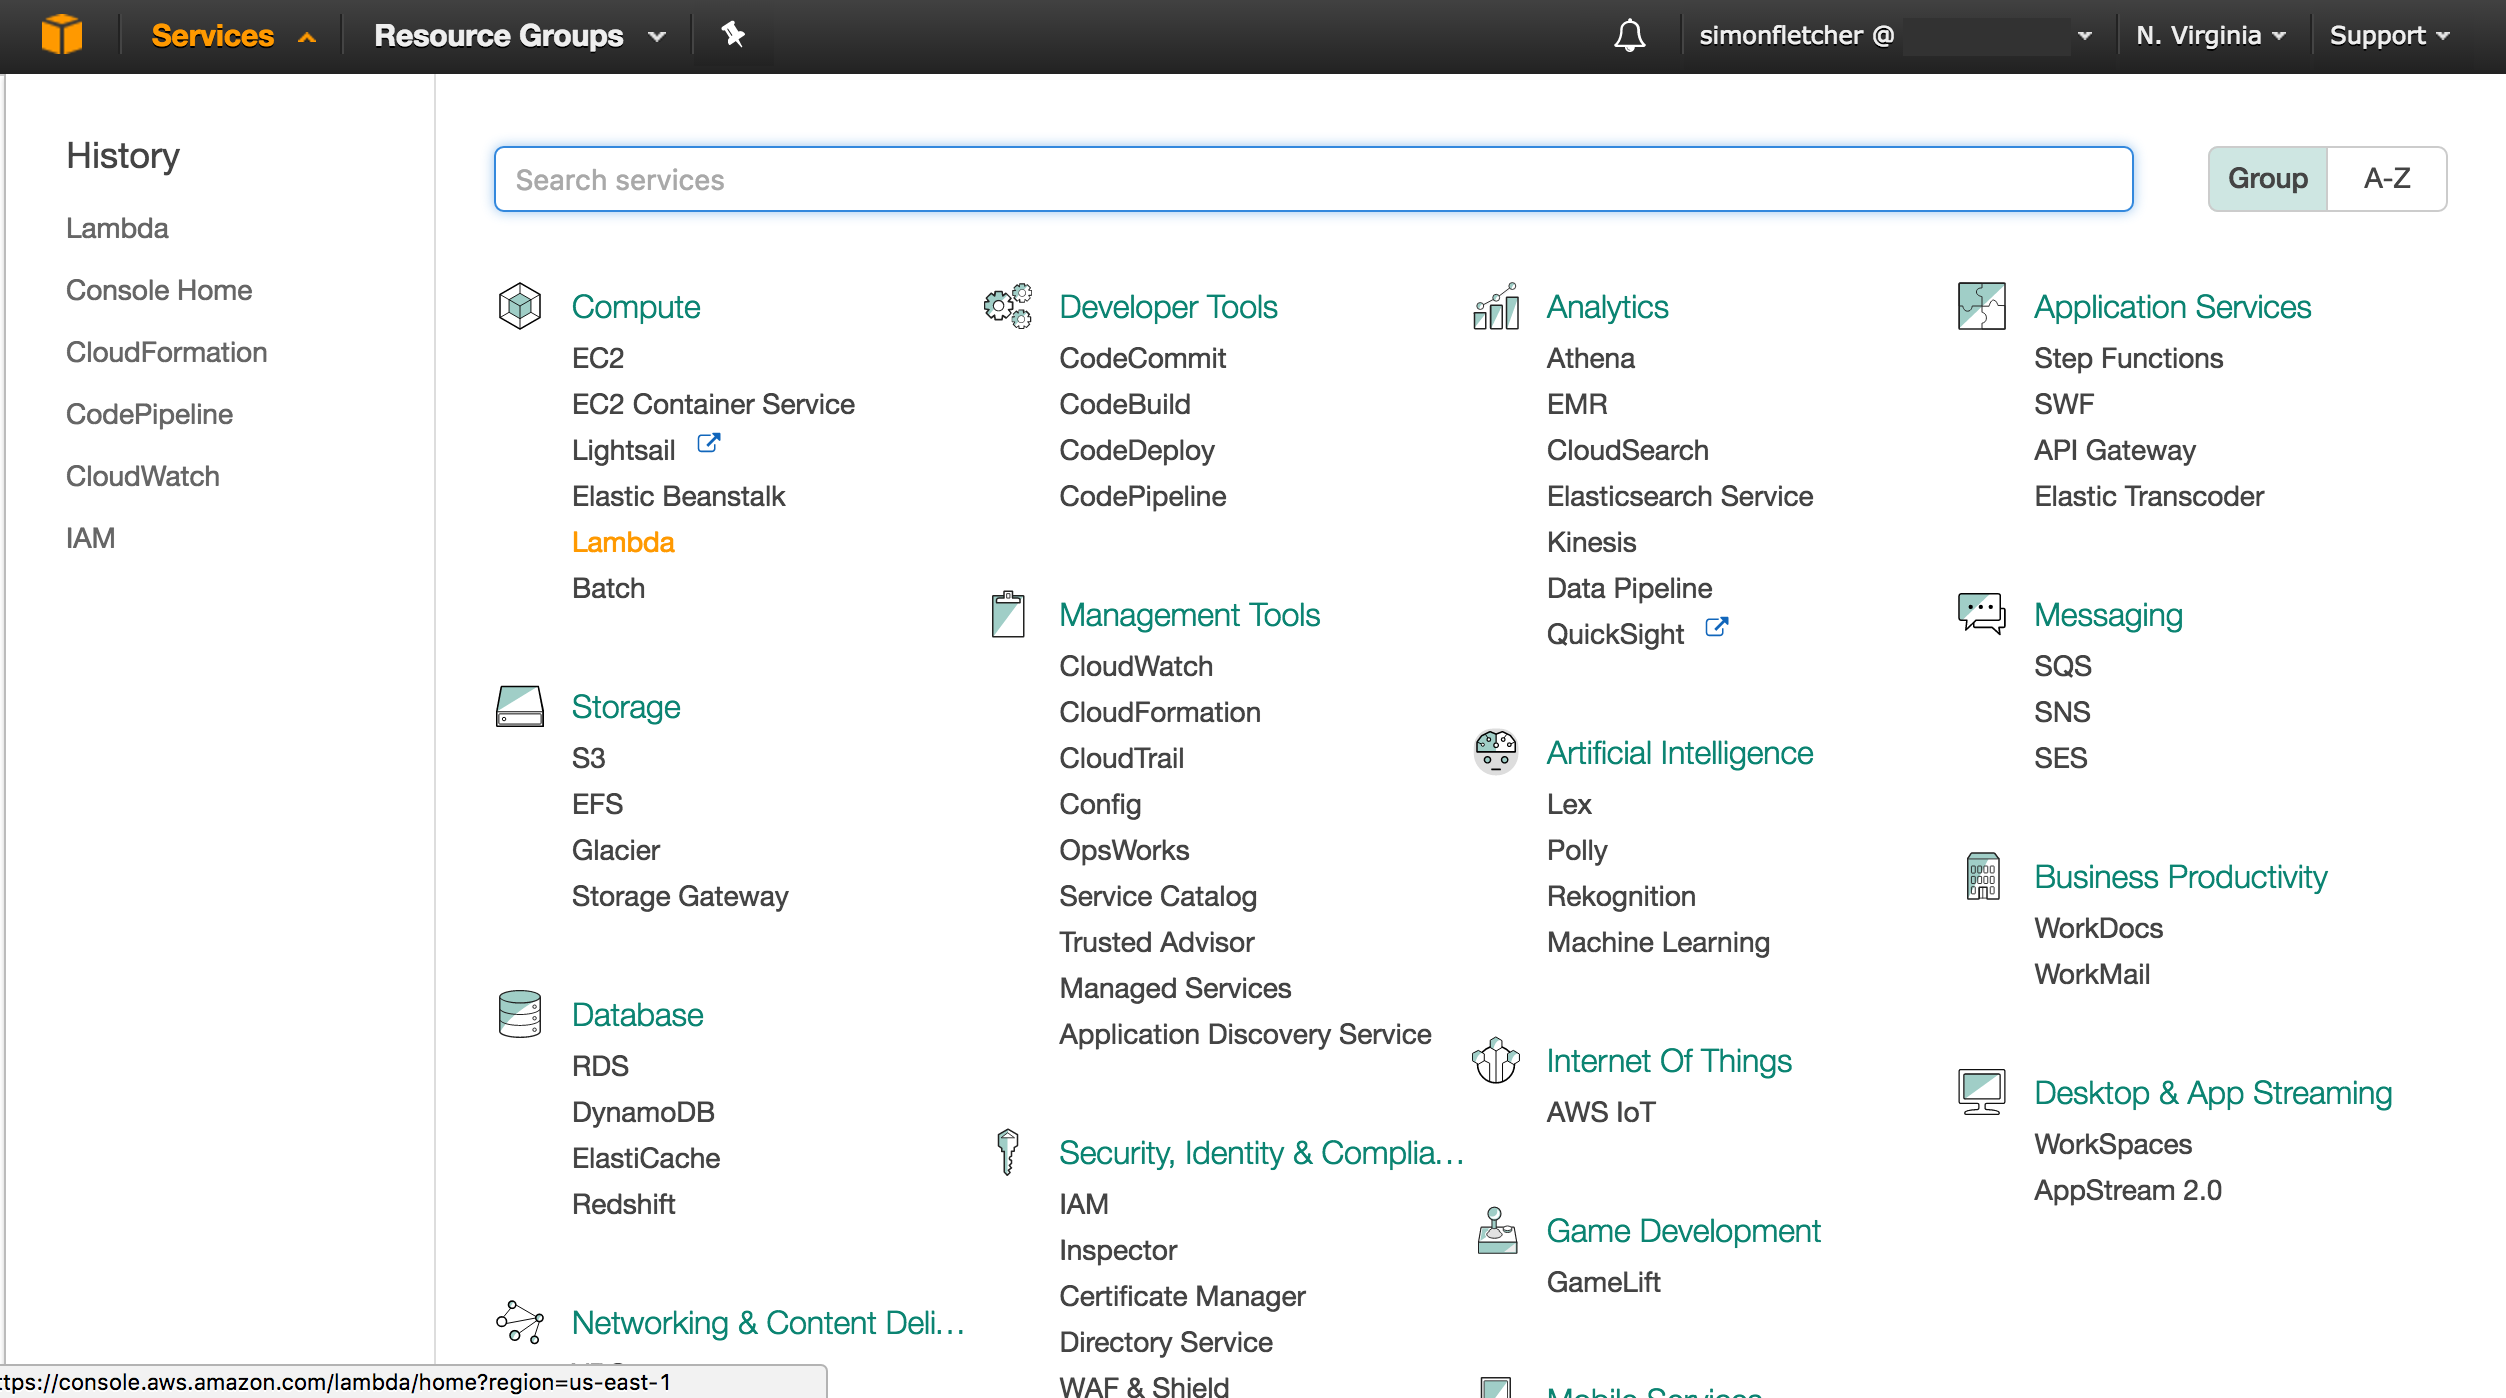 Services
Resource Groups
simonfletcher @
N. Virginia
Support
History
Lambda
Console Home
CloudFormation
CodePipeline
CloudWatch
IAM
Search services
Group
A-Z
Compute
EC2
EC2 Container Service
Lightsail
Elastic Beanstalk
Lambda
Batch
Storage
S3
EFS
Glacier
Storage Gateway
Database
RDS
DynamoDB
ElastiCache
Redshift
Networking & Content Deli...
Developer Tools
CodeCommit
CodeBuild
CodeDeploy
CodePipeline
Management Tools
CloudWatch
CloudFormation
CloudTrail
Config
OpsWorks
Service Catalog
Trusted Advisor
Managed Services
Application Discovery Service
Security, Identity & Complia...
IAM
Inspector
Certificate Manager
Directory Service
WAF & Shield
Analytics
Athena
EMR
CloudSearch
Elasticsearch Service
Kinesis
Data Pipeline
QuickSight
Artificial Intelligence
Lex
Polly
Rekognition
Machine Learning
Internet Of Things
AWS IoT
Game Development
GameLift
Mobile Services
Application Services
Step Functions
SWF
API Gateway
Elastic Transcoder
Messaging
SQS
SNS
SES
Business Productivity
WorkDocs
WorkMail
Desktop & App Streaming
WorkSpaces
AppStream 2.0
ttps://console.aws.amazon.com/lambda/home?region=us-east-1